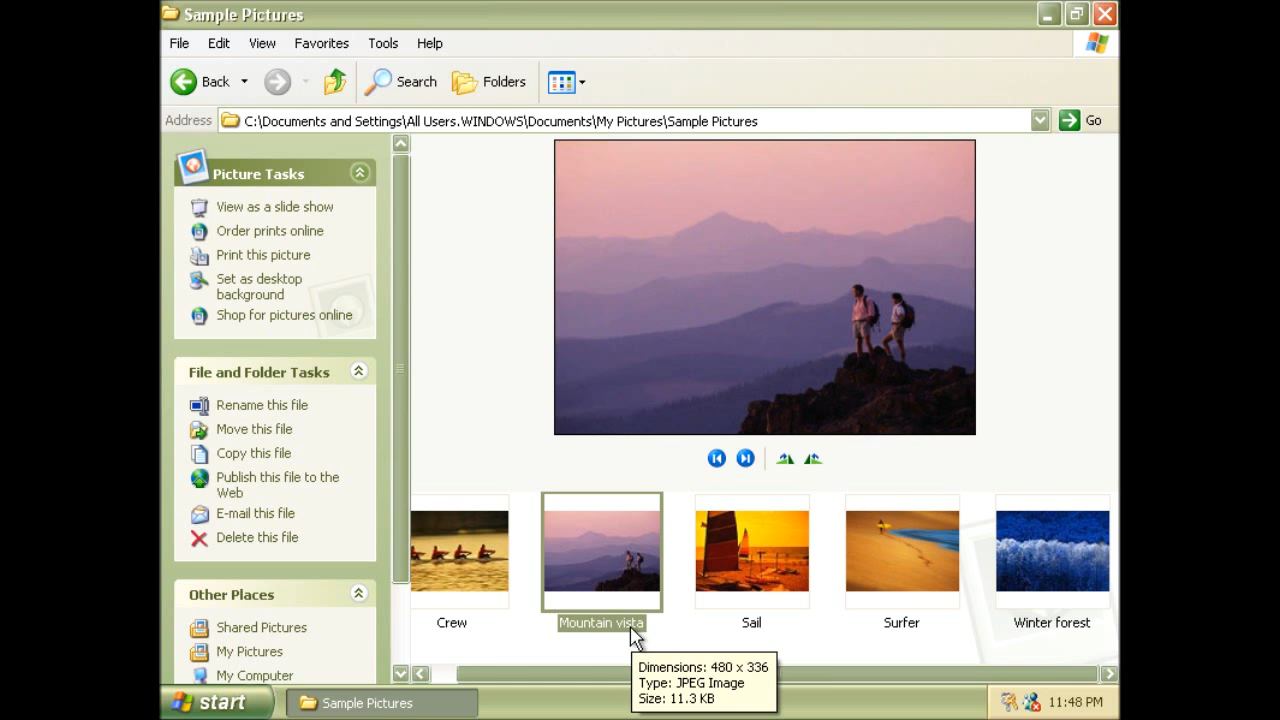 Sample Pictures
File Edit View Favorites Tools Help
Back Search Folders
Address C:\Documents and Settings\All Users.WINDOWS\Documents\My Pictures\Sample Pictures Go
Picture Tasks
View as a slide show
Order prints online
Print this picture
Set as desktop
background
Shop for pictures online
File and Folder Tasks
Rename this file
Move this file
Copy this file
Publish this file to the
Web
E-mail this file
Delete this file
Other Places
Shared Pictures
My Pictures
My Computer
Crew Mountain vista Sail Surfer Winter forest
Dimensions: 480 x 336
Type: JPEG Image
Size: 11.3 KB
start Sample Pictures 11:48 PM